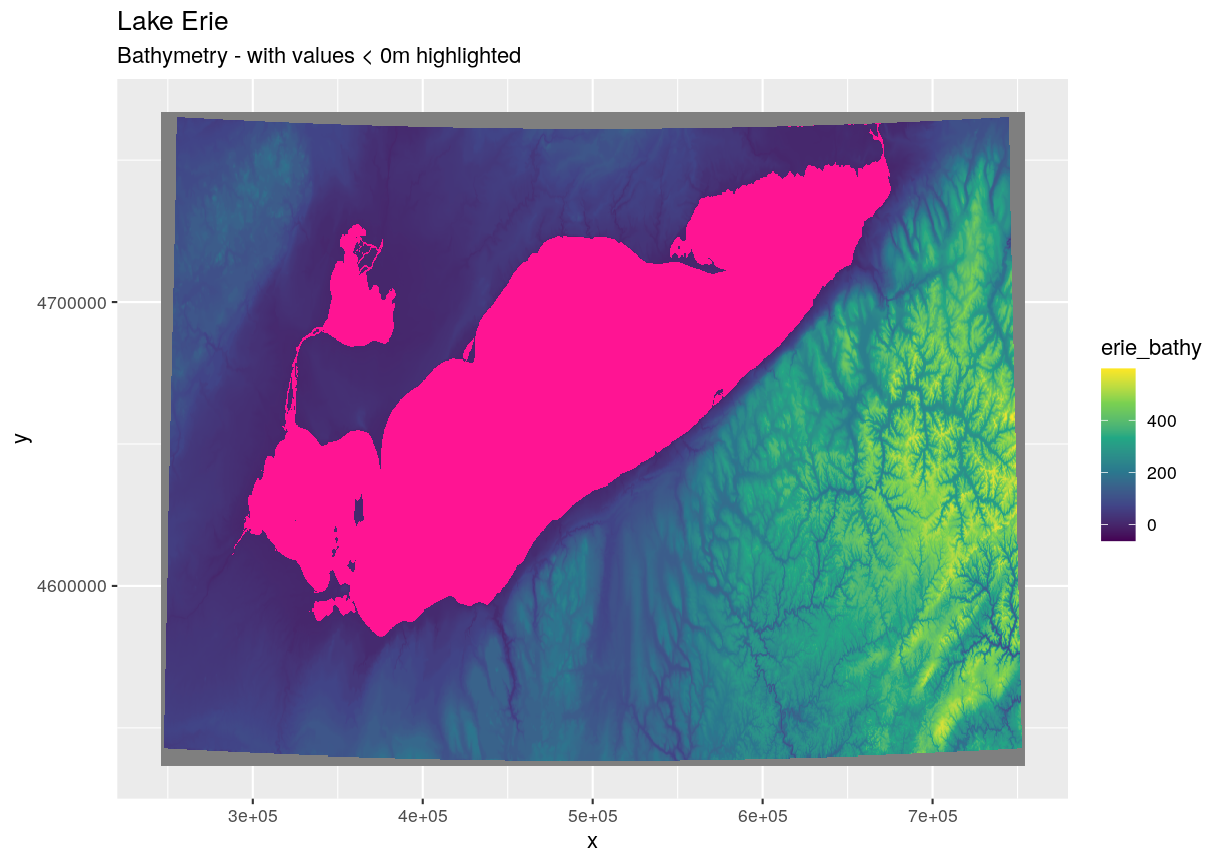 Lake Erie
Bathymetry - with values < 0m highlighted
y
4700000
4600000
3e+05 4e+05 5e+05 6e+05 7e+05
x
erie_bathy
400
200
0